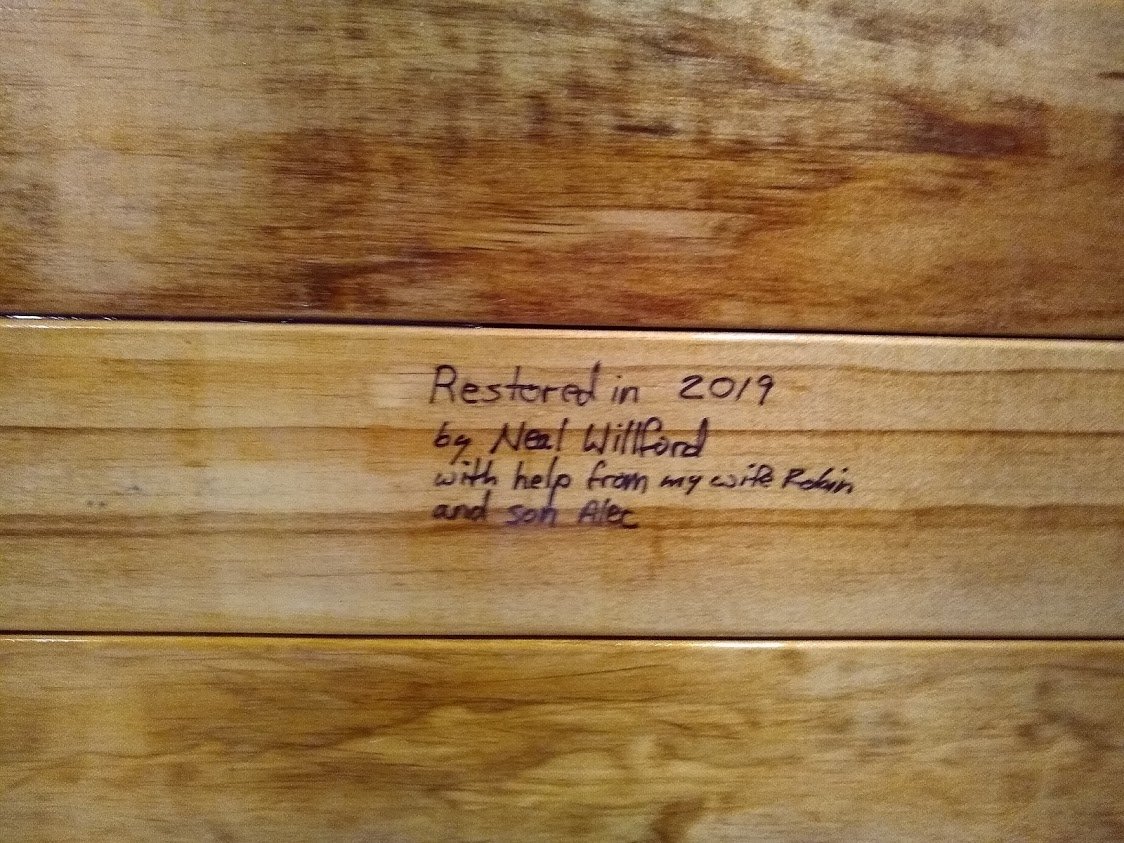 Restored in 2019
by Neal Willford
with help from my wife Robin
and son Alec